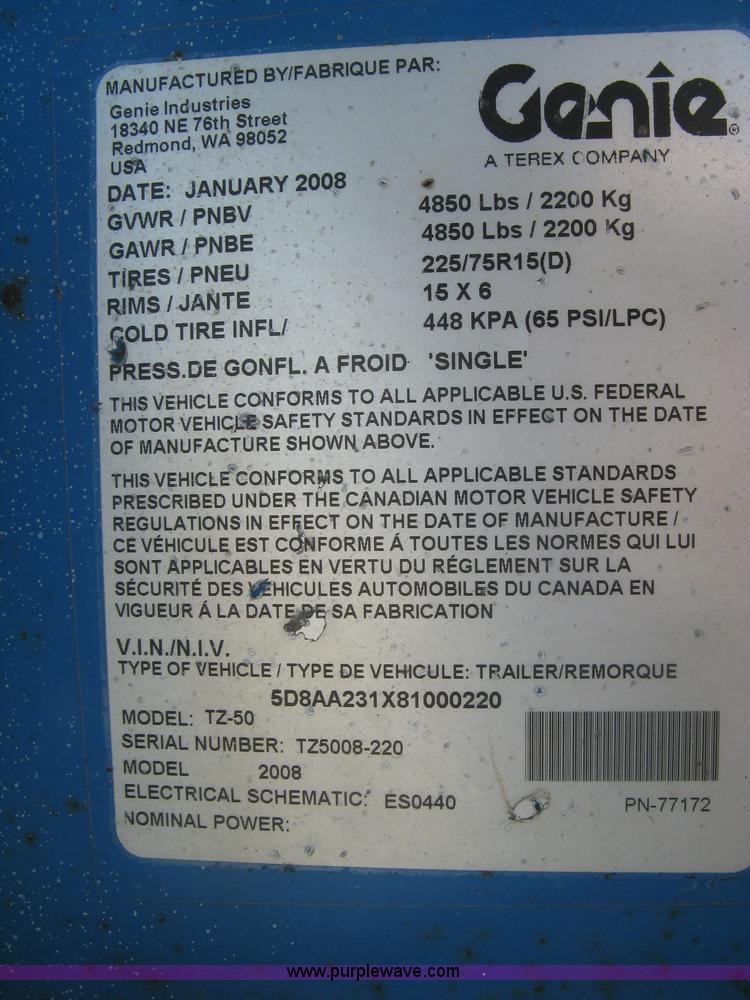 MANUFACTURED BY/FABRIQUE PAR:
Genie Industries
18340 NE 76th Street
Redmond, WA 98052
USA
Genie®
A TEREX COMPANY
DATE: JANUARY 2008
GVWR / PNBV 4850 Lbs / 2200 Kg
GAWR / PNBE 4850 Lbs / 2200 Kg
TIRES / PNEU 225/75R15(D)
RIMS / JANTE 15 X 6
COLD TIRE INFL/ 448 KPA (65 PSI/LPC)
PRESS.DE GONFL. A FROID 'SINGLE'
THIS VEHICLE CONFORMS TO ALL APPLICABLE U.S. FEDERAL
MOTOR VEHICLE SAFETY STANDARDS IN EFFECT ON THE DATE
OF MANUFACTURE SHOWN ABOVE.
THIS VEHICLE CONFORMS TO ALL APPLICABLE STANDARDS
PRESCRIBED UNDER THE CANADIAN MOTOR VEHICLE SAFETY
REGULATIONS IN EFFECT ON THE DATE OF MANUFACTURE /
CE VÉHICULE EST CONFORME Á TOUTES LES NORMES QUI LUI
SONT APPLICABLES EN VERTU DU RÉGLEMENT SUR LA
SÉCURITÉ DES VEHICULES AUTOMOBILES DU CANADA EN
VIGUEUR Á LA DATE DE SA FABRICATION
V.I.N./N.I.V.
TYPE OF VEHICLE / TYPE DE VEHICULE: TRAILER/REMORQUE
5D8AA231X81000220
MODEL: TZ-50
SERIAL NUMBER: TZ5008-220
MODEL 2008
ELECTRICAL SCHEMATIC: ES0440
PN-77172
NOMINAL POWER:
www.purplewave.com